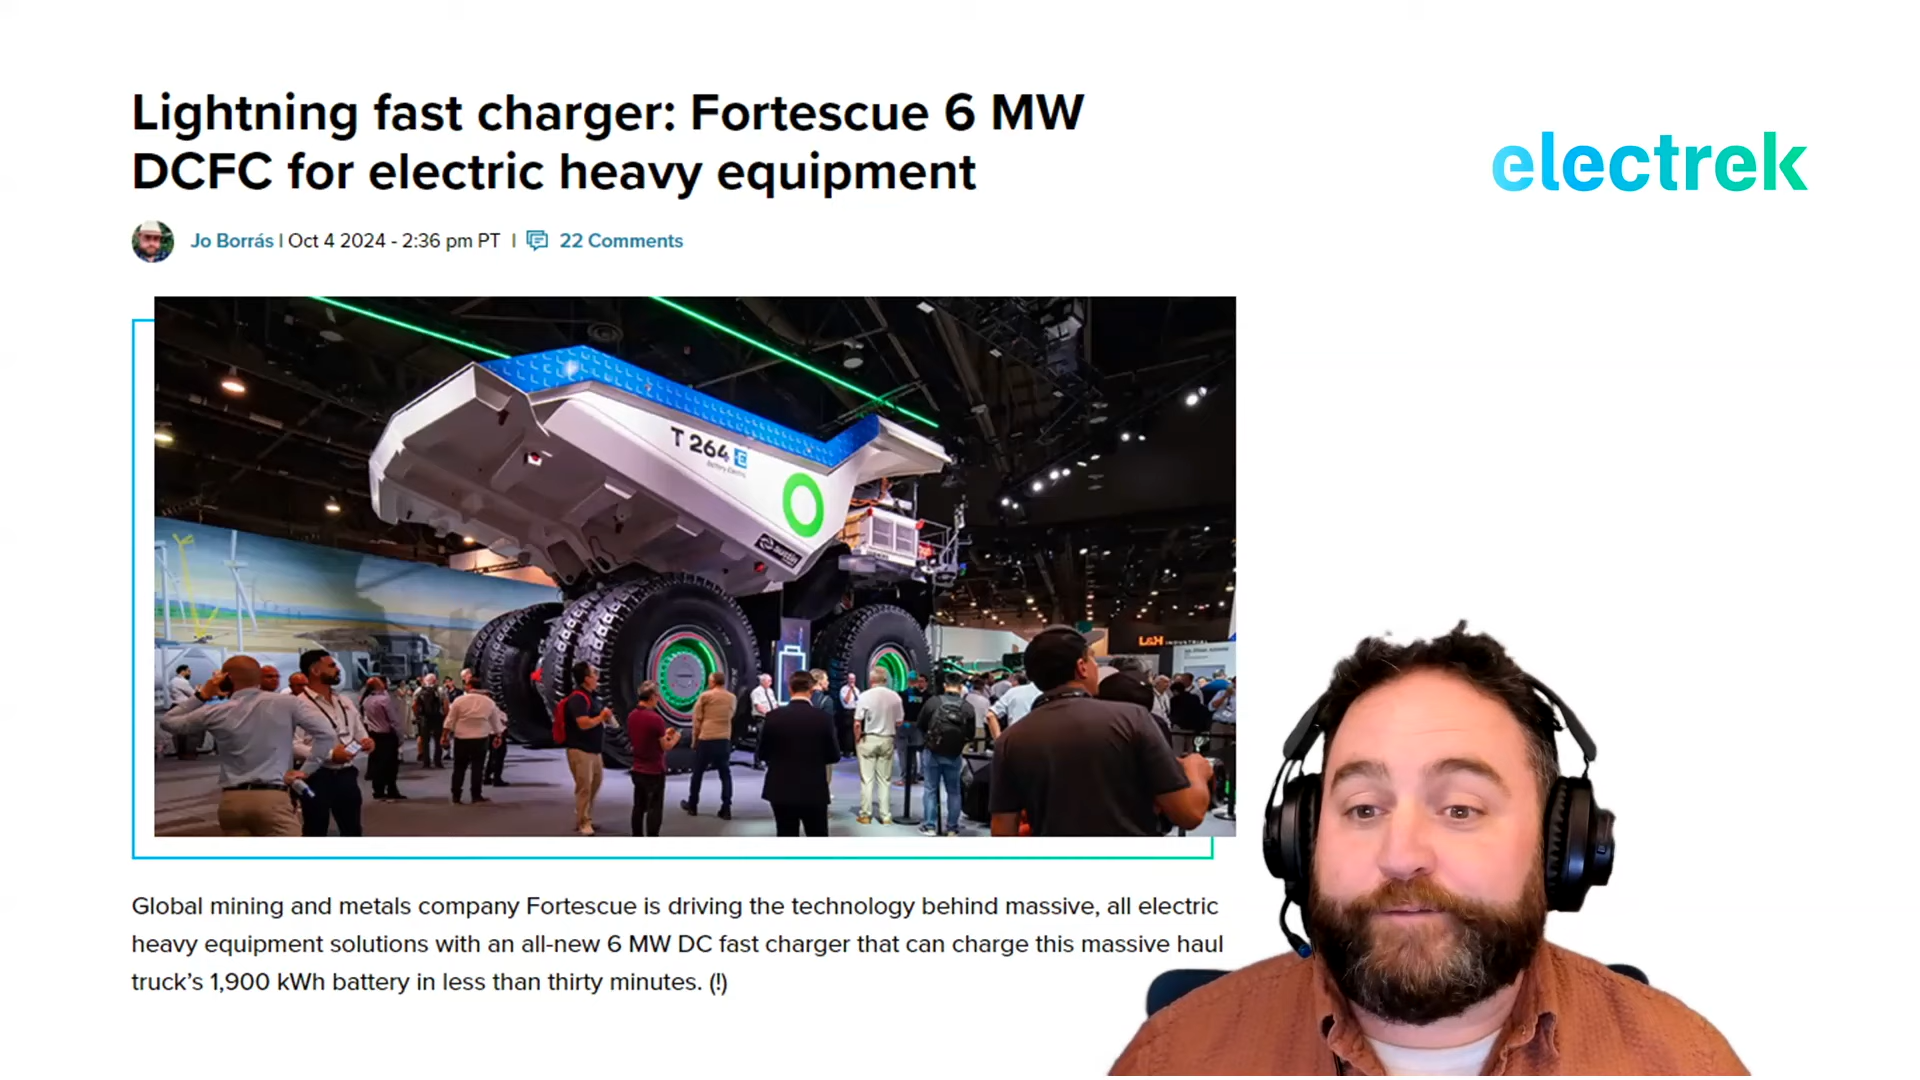 Lightning fast charger: Fortescue 6 MW
DCFC for electric heavy equipment
electrek
Jo Borrás | Oct 4 2024 - 2:36 pm PT | 22 Comments
T 264 E
Battery Electric
L&H INDUSTRIAL
Global mining and metals company Fortescue is driving the technology behind massive, all electric
heavy equipment solutions with an all-new 6 MW DC fast charger that can charge this massive haul
truck's 1,900 kWh battery in less than thirty minutes. (!)